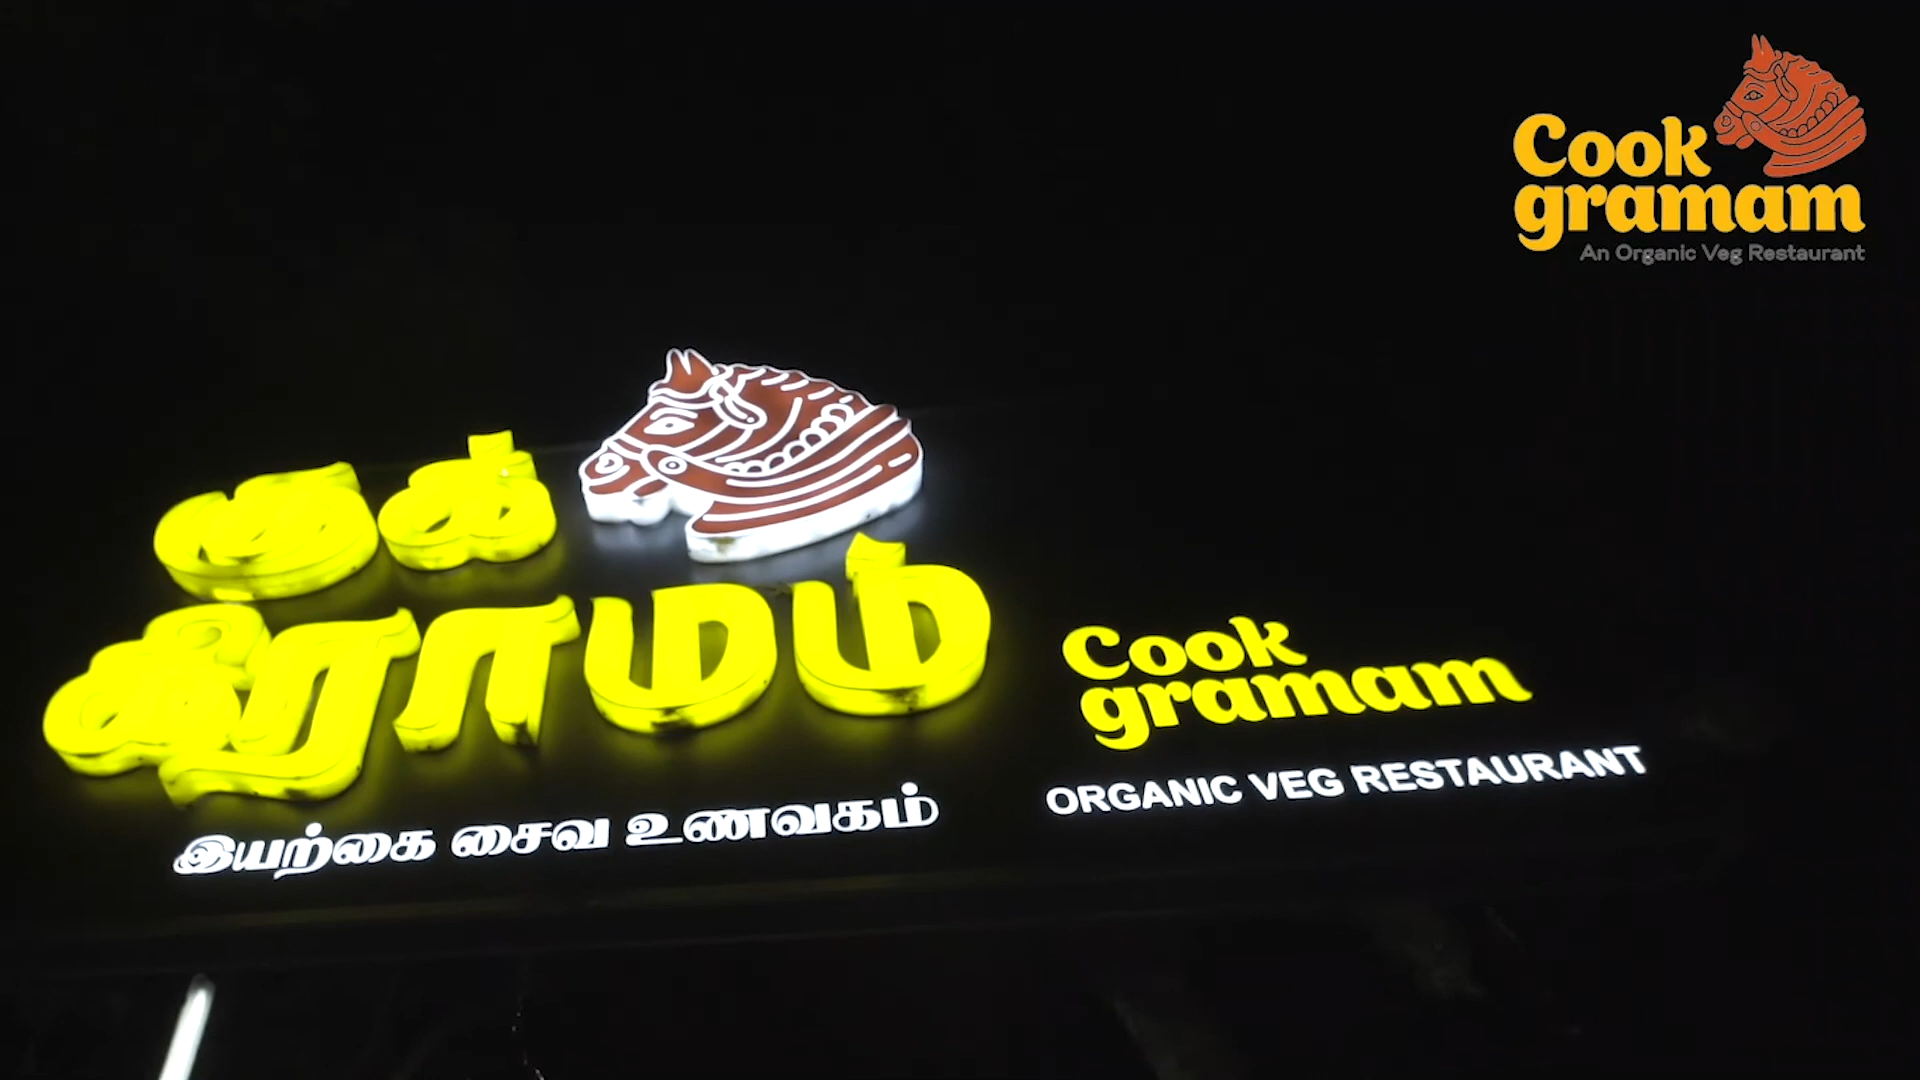 Cook
gramam
An Organic Veg Restaurant
குக்
கிராமம்
இயற்கை சைவ உணவகம்
Cook
gramam
ORGANIC VEG RESTAURANT